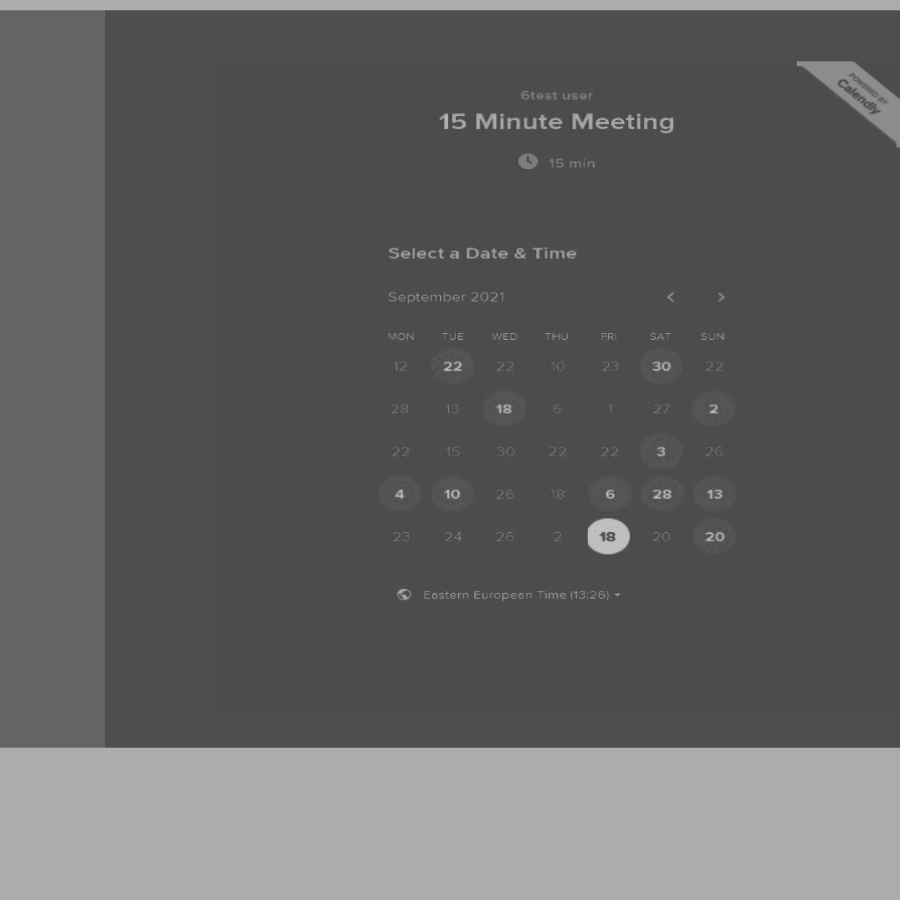 POWERED BY
Calendly
6test user
15 Minute Meeting
15 min
Select a Date & Time
September 2021
MON TUE WED THU FRI SAT SUN
12 22 22 10 23 30 22
28 13 18 6 1 27 2
22 15 30 22 22 3 26
4 10 26 18 6 28 13
23 24 26 2 18 20 20
Eastern European Time (13:26)